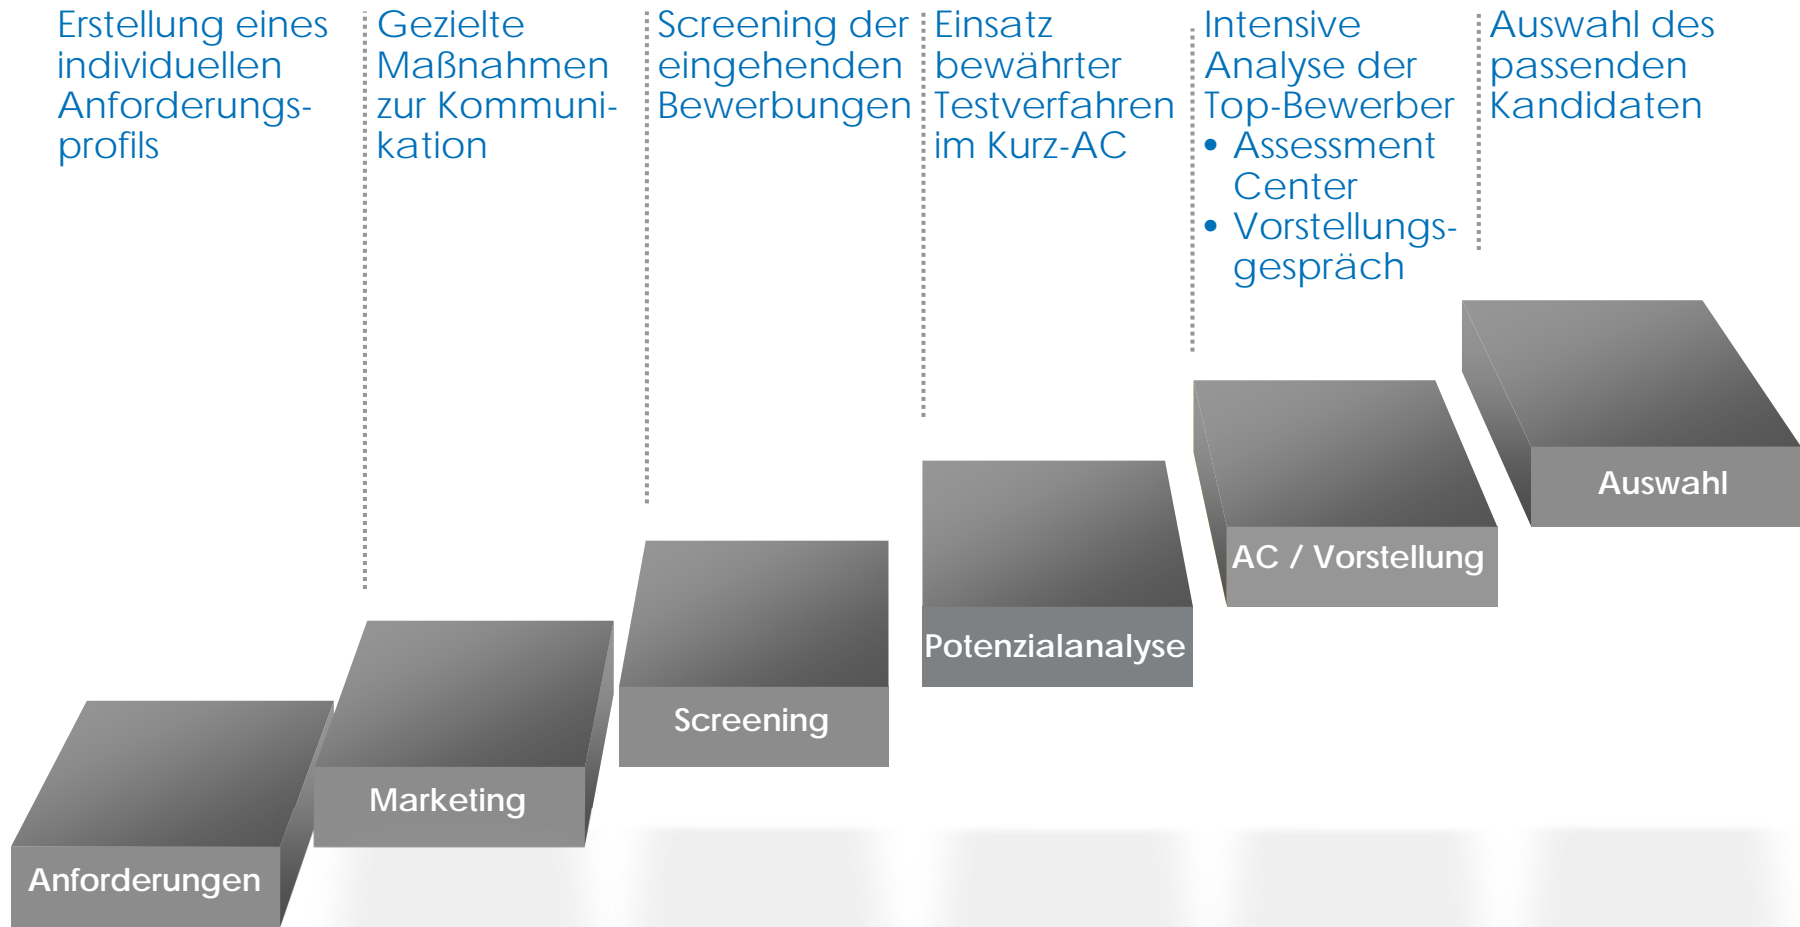 Erstellung eines
individuellen
Anforderungs-
profils
Gezielte
Maßnahmen
zur Kommuni-
kation
Screening der
eingehenden
Bewerbungen
Einsatz
bewährter
Testverfahren
im Kurz-AC
Intensive
Analyse der
Top-Bewerber
• Assessment
Center
• Vorstellungs-
gespräch
Auswahl des
passenden
Kandidaten
Anforderungen
Marketing
Screening
Potenzialanalyse
AC / Vorstellung
Auswahl